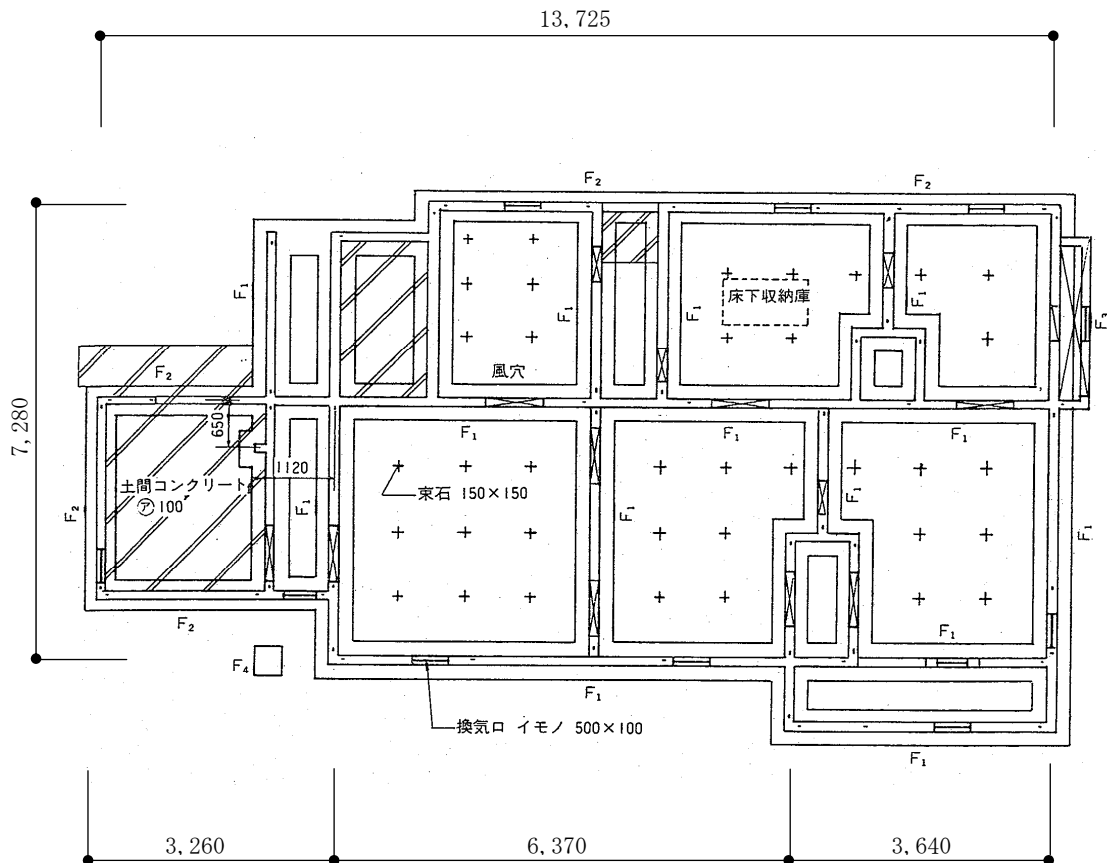 13,725
F₂
F₂
7,280
F₁
F₁
F₁
床下収納庫
F₁
F₃
F₂
風穴
650
F₁
F₁
F₁
1120
土間コンクリート
㋐100
束石 150×150
F₂
F₁
F₁
F₁
F₁
F₂
F₁
F₄
F₁
換気口 イモノ 500×100
F₁
3,260
6,370
3,640